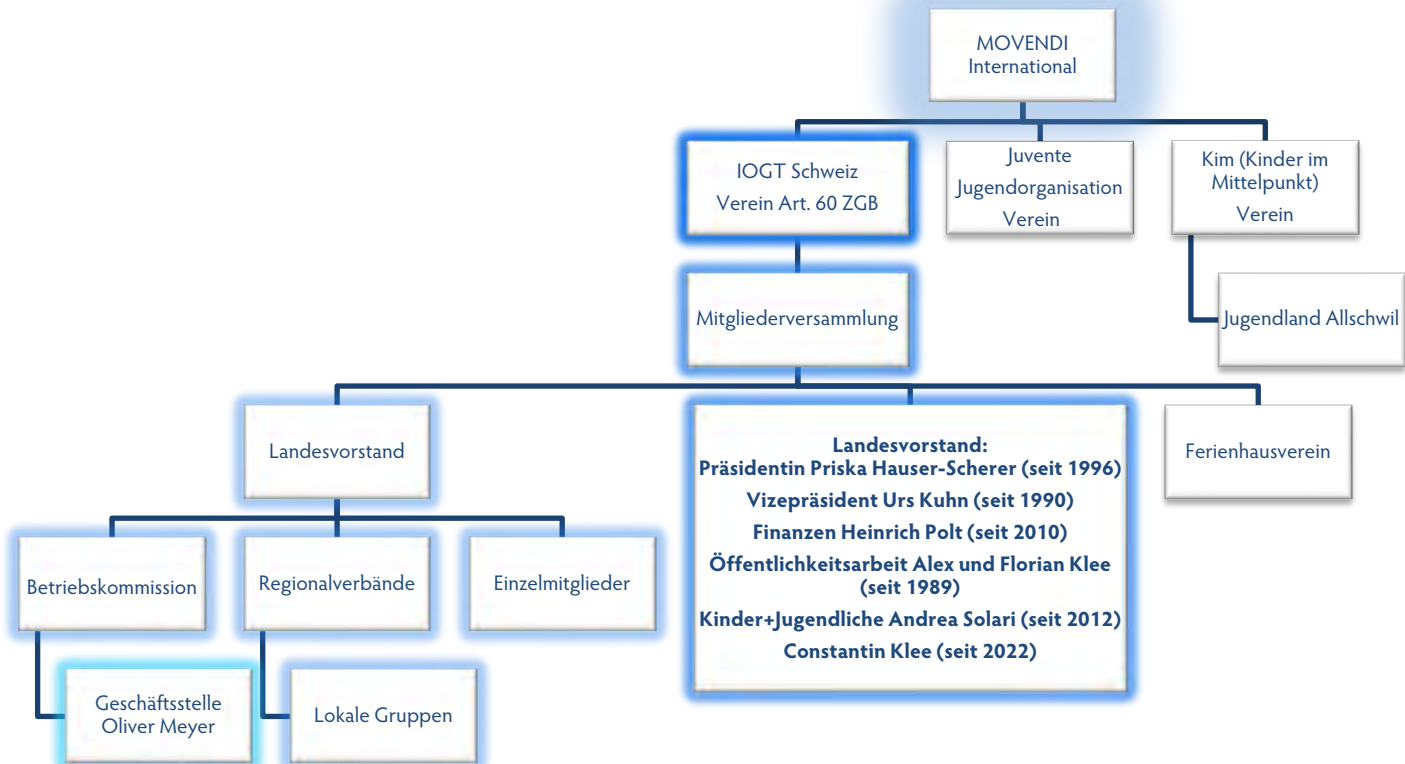 MOVENDI
International
IOGT Schweiz
Verein Art. 60 ZGB
Juvente
Jugendorganisation
Verein
Kim (Kinder im
Mittelpunkt)
Verein
Mitgliederversammlung
Jugendland Allschwil
Landesvorstand
Landesvorstand:
Präsidentin Priska Hauser-Scherer (seit 1996)
Vizepräsident Urs Kuhn (seit 1990)
Finanzen Heinrich Polt (seit 2010)
Öffentlichkeitsarbeit Alex und Florian Klee
(seit 1989)
Kinder+Jugendliche Andrea Solari (seit 2012)
Constantin Klee (seit 2022)
Ferienhausverein
Betriebskommission
Regionalverbände
Einzelmitglieder
Geschäftsstelle
Oliver Meyer
Lokale Gruppen